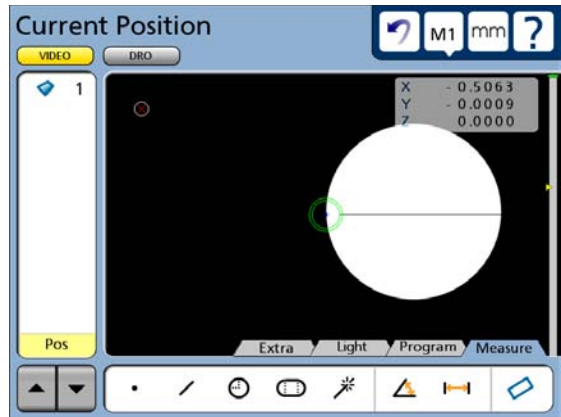 Current Position
M1 mm ?
VIDEO DRO
1
X - 0.5063
Y - 0.0009
Z 0.0000
Pos
Extra Light Program Measure